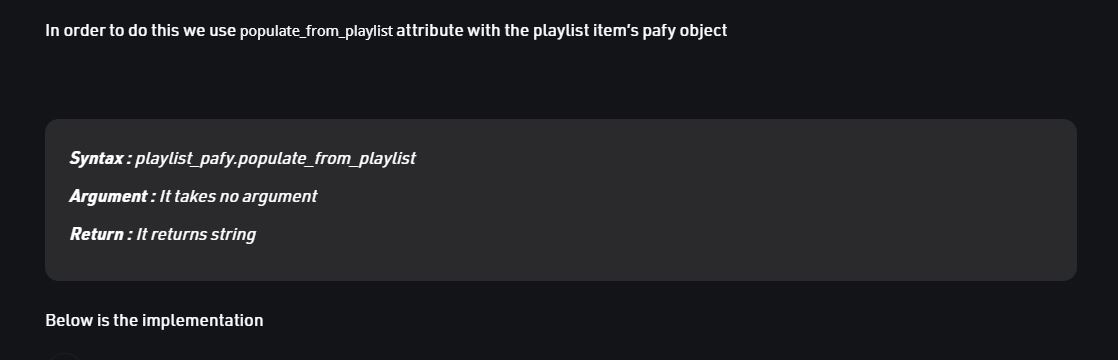 In order to do this we use populate_from_playlist attribute with the playlist item's pafy object
Syntax : playlist_pafy.populate_from_playlist
Argument : It takes no argument
Return : It returns string
Below is the implementation